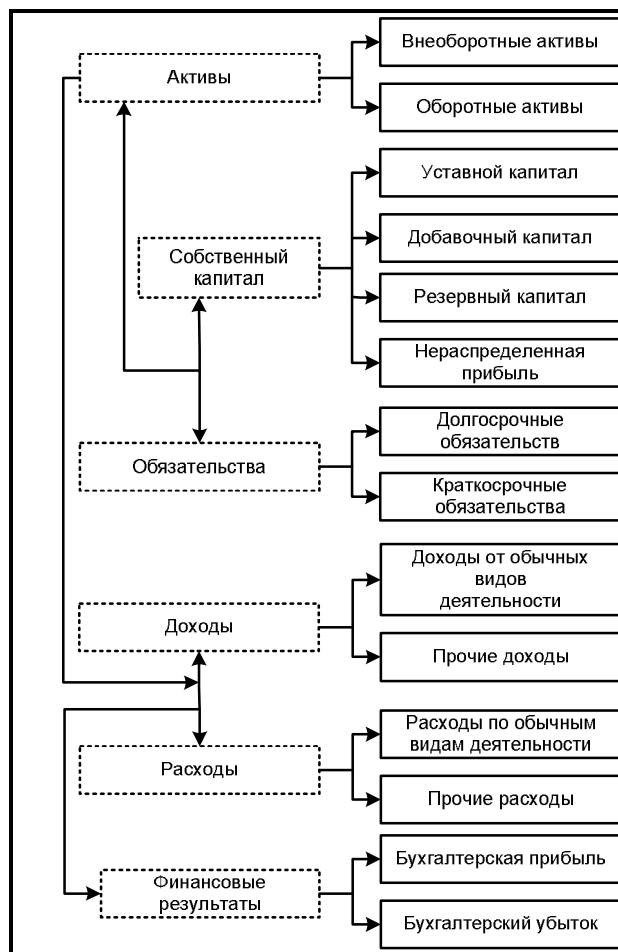 Активы
Внеоборотные активы
Оборотные активы
Собственный
капитал
Уставной капитал
Добавочный капитал
Резервный капитал
Нераспределенная
прибыль
Обязательства
Долгосрочные
обязательств
Краткосрочные
обязательства
Доходы
Доходы от обычных
видов
деятельности
Прочие доходы
Расходы
Расходы по обычным
видам деятельности
Прочие расходы
Финансовые
результаты
Бухгалтерская прибыль
Бухгалтерский убыток